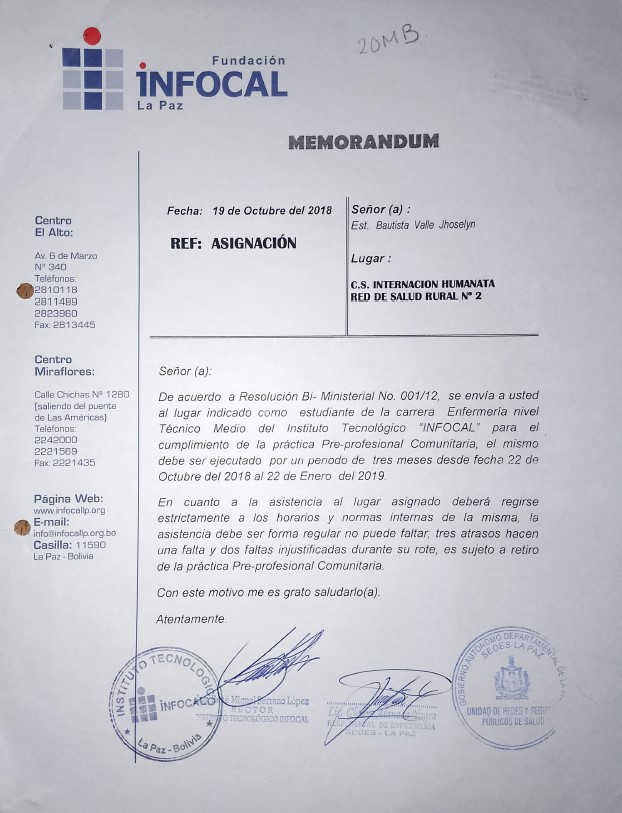 20MB.
Fundación
INFOCAL
La Paz
MEMORANDUM
Fecha: 19 de Octubre del 2018
REF: ASIGNACIÓN
Señor (a) :
Est. Bautista Valle Jhoselyn
Lugar :
C.S. INTERNACION HUMANATA
RED DE SALUD RURAL Nº 2
Centro
El Alto:
Av. 6 de Marzo
Nº 340
Teléfonos:
2810118
2811489
2823960
Fax: 2813445
Centro
Miraflores:
Calle Chichas Nº 1280
(saliendo del puente
de Las Américas)
Teléfonos:
2242000
2221569
Fax: 2221435
Página Web:
www.infocallp.org
E-mail:
info@infocallp.org.bo
Casilla: 11590
La Paz - Bolivia
Señor (a):
De acuerdo a Resolución Bi- Ministerial No. 001/12, se envía a usted
al lugar indicado como estudiante de la carrera Enfermería nivel
Técnico Medio del Instituto Tecnológico "INFOCAL" para el
cumplimiento de la práctica Pre-profesional Comunitaria, el mismo
debe ser ejecutado por un periodo de tres meses desde fecha 22 de
Octubre del 2018 al 22 de Enero del 2019.
En cuanto a la asistencia al lugar asignado deberá regirse
estrictamente a los horarios y normas internas de la misma, la
asistencia debe ser forma regular no puede faltar, tres atrasos hacen
una falta y dos faltas injustificadas durante su rote, es sujeto a retiro
de la práctica Pre-profesional Comunitaria.
Con este motivo me es grato saludarlo(a).
Atentamente.
INSTITUTO TECNOLÓGICO
INFOCAL
La Paz - Bolivia
Miguel Serrano López
RECTOR
TECNOLÓGICO INFOCAL
Lic.
DE ENFERMERIA
SEDES - LA PAZ
GOBIERNO AUTÓNOMO DEPARTAMENTAL DE LA
SEDES LA PAZ
UNIDAD DE REDES Y
PÚBLICOS DE SALUD